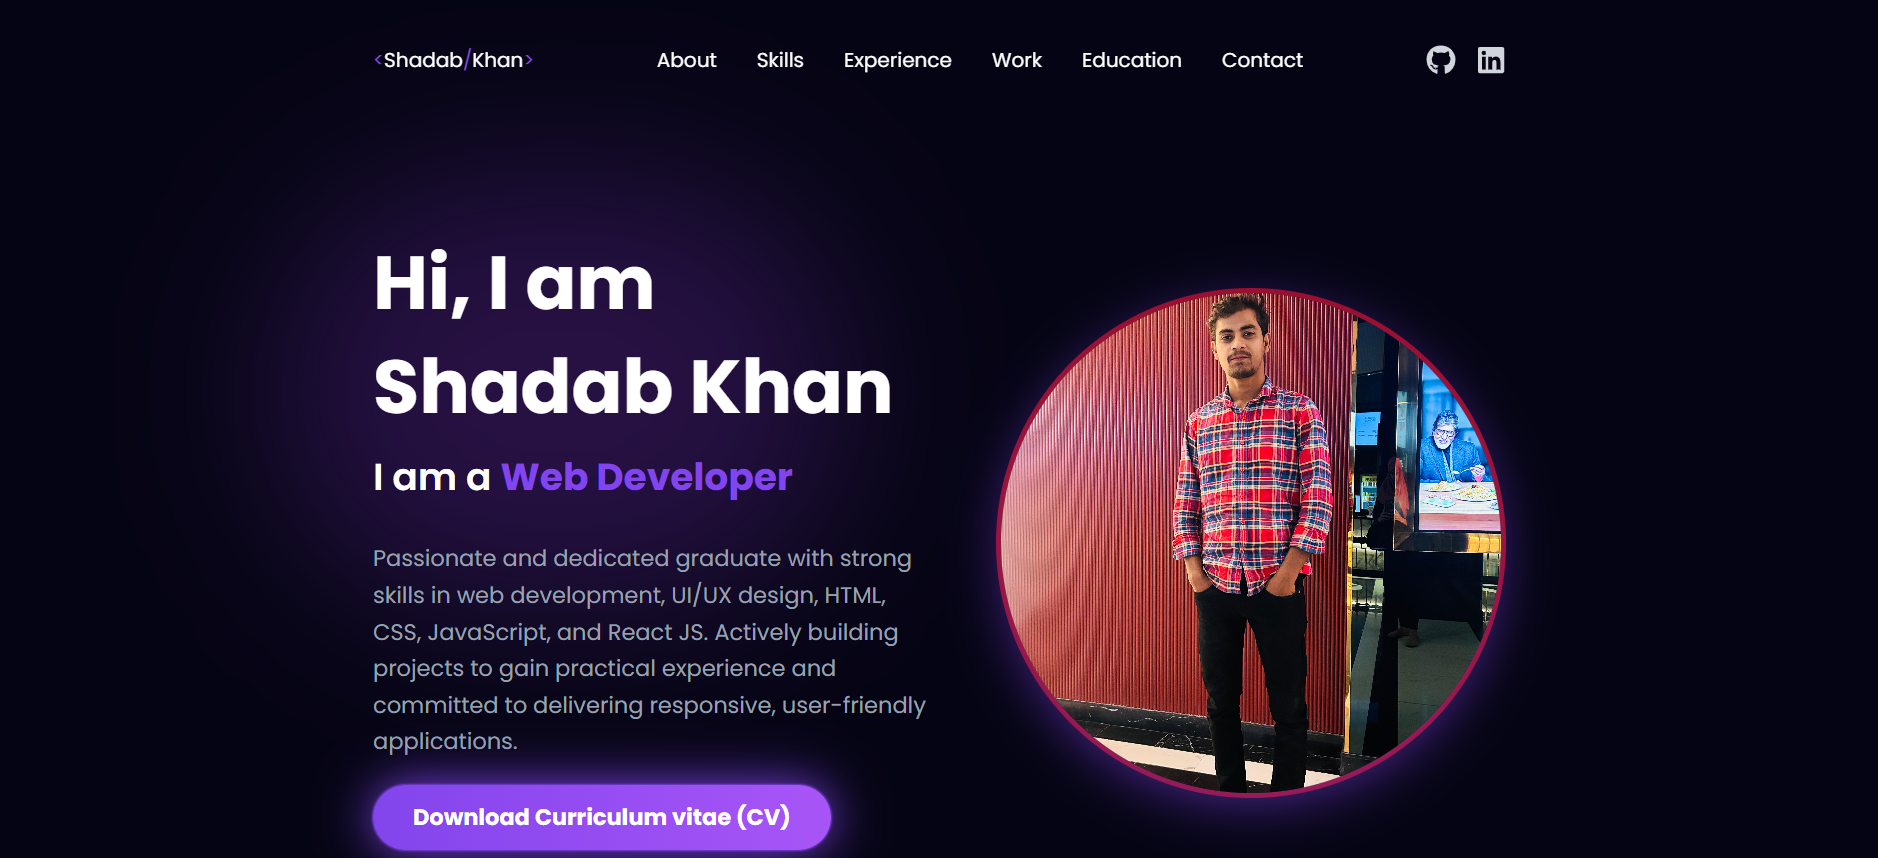 <Shadab/Khan>
About Skills Experience Work Education Contact
Hi, I am
Shadab Khan
I am a Web Developer
Passionate and dedicated graduate with strong
skills in web development, UI/UX design, HTML,
CSS, JavaScript, and React JS. Actively building
projects to gain practical experience and
committed to delivering responsive, user-friendly
applications.
Download Curriculum vitae (CV)